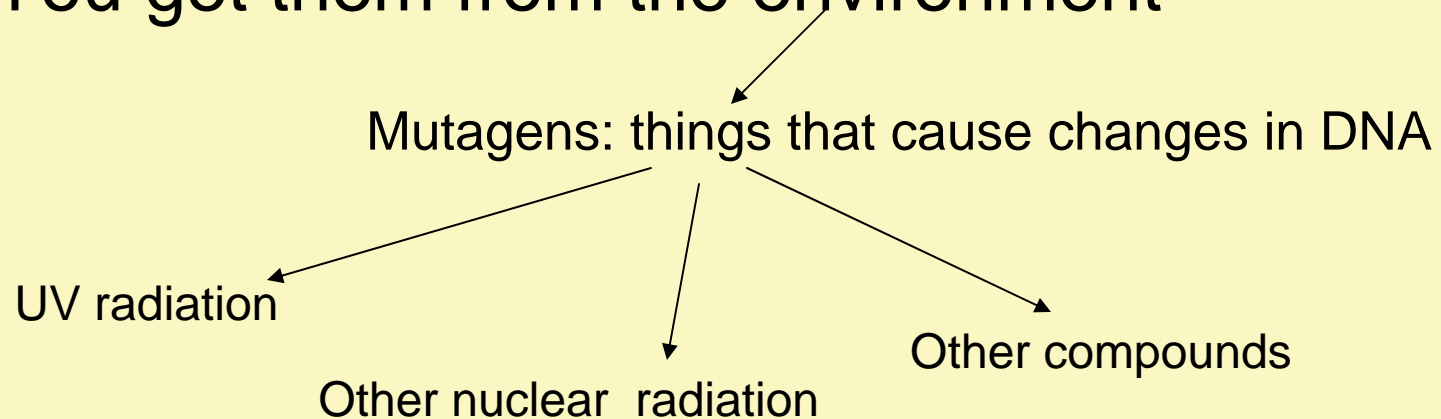 You get them from the environment
Mutagens: things that cause changes in DNA
UV radiation
Other compounds
Other nuclear radiation